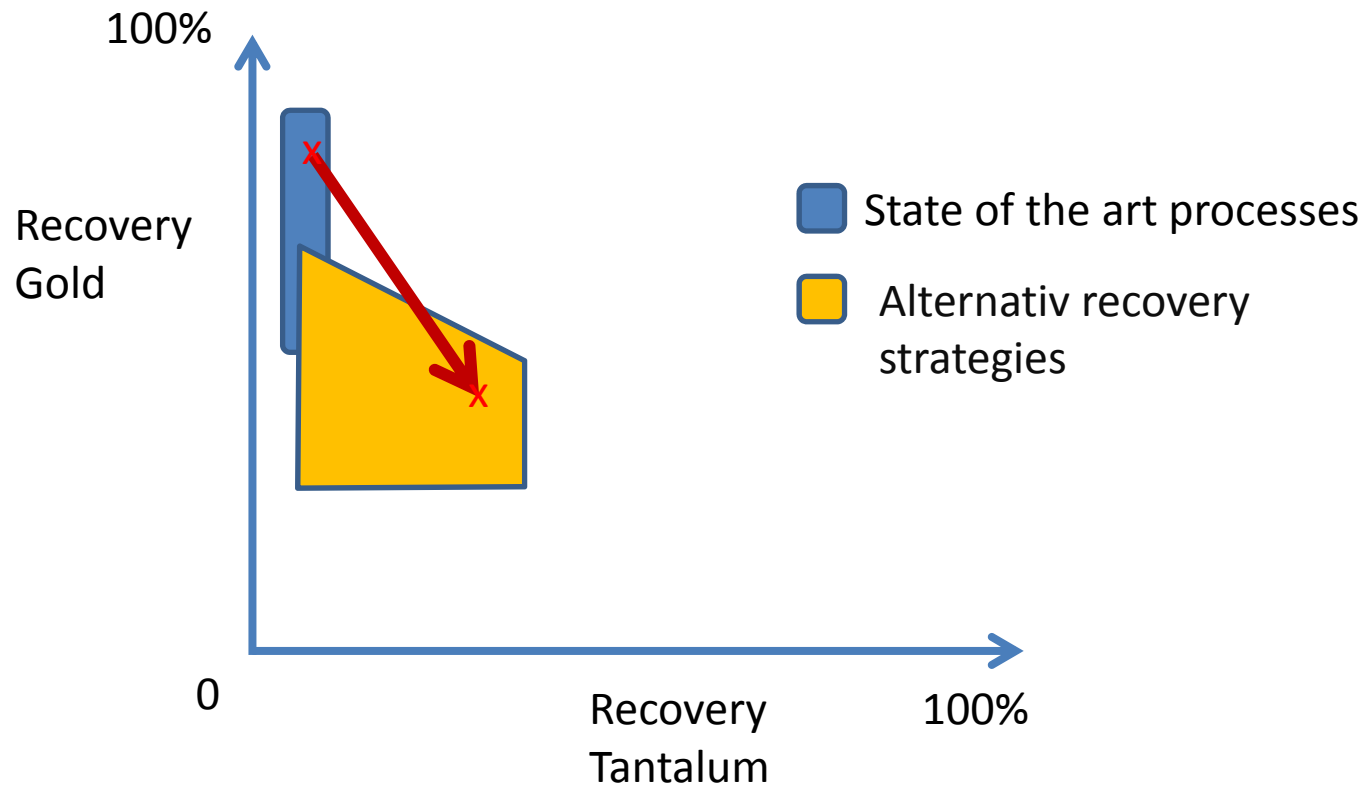 100%
Recovery
Gold
x
x
State of the art processes
Alternativ recovery
strategies
0
Recovery
Tantalum
100%